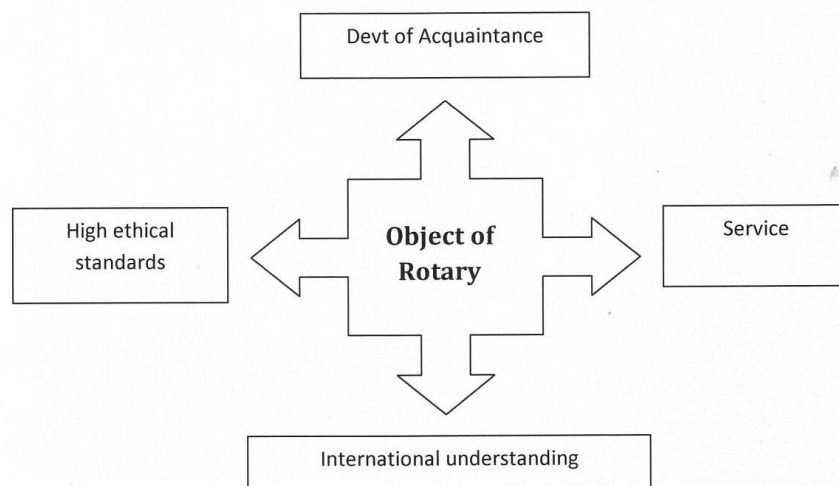 Devt of Acquaintance
High ethical
standards
Object of
Rotary
Service
International understanding